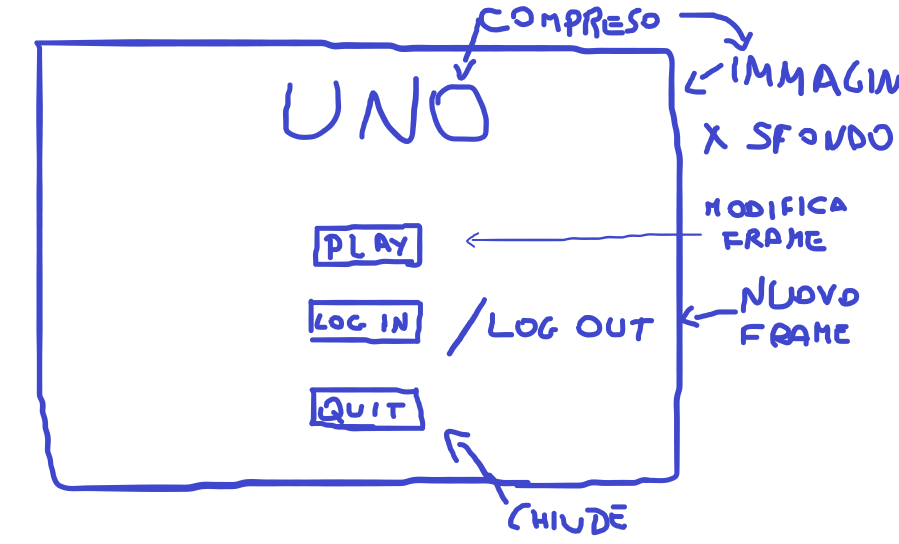 COMPRESO
IMMAGIN
X SFONDO
UNO
MODIFICA
FRAME
PLAY
NUOVO
FRAME
LOG IN / LOG OUT
QUIT
CHIUDE